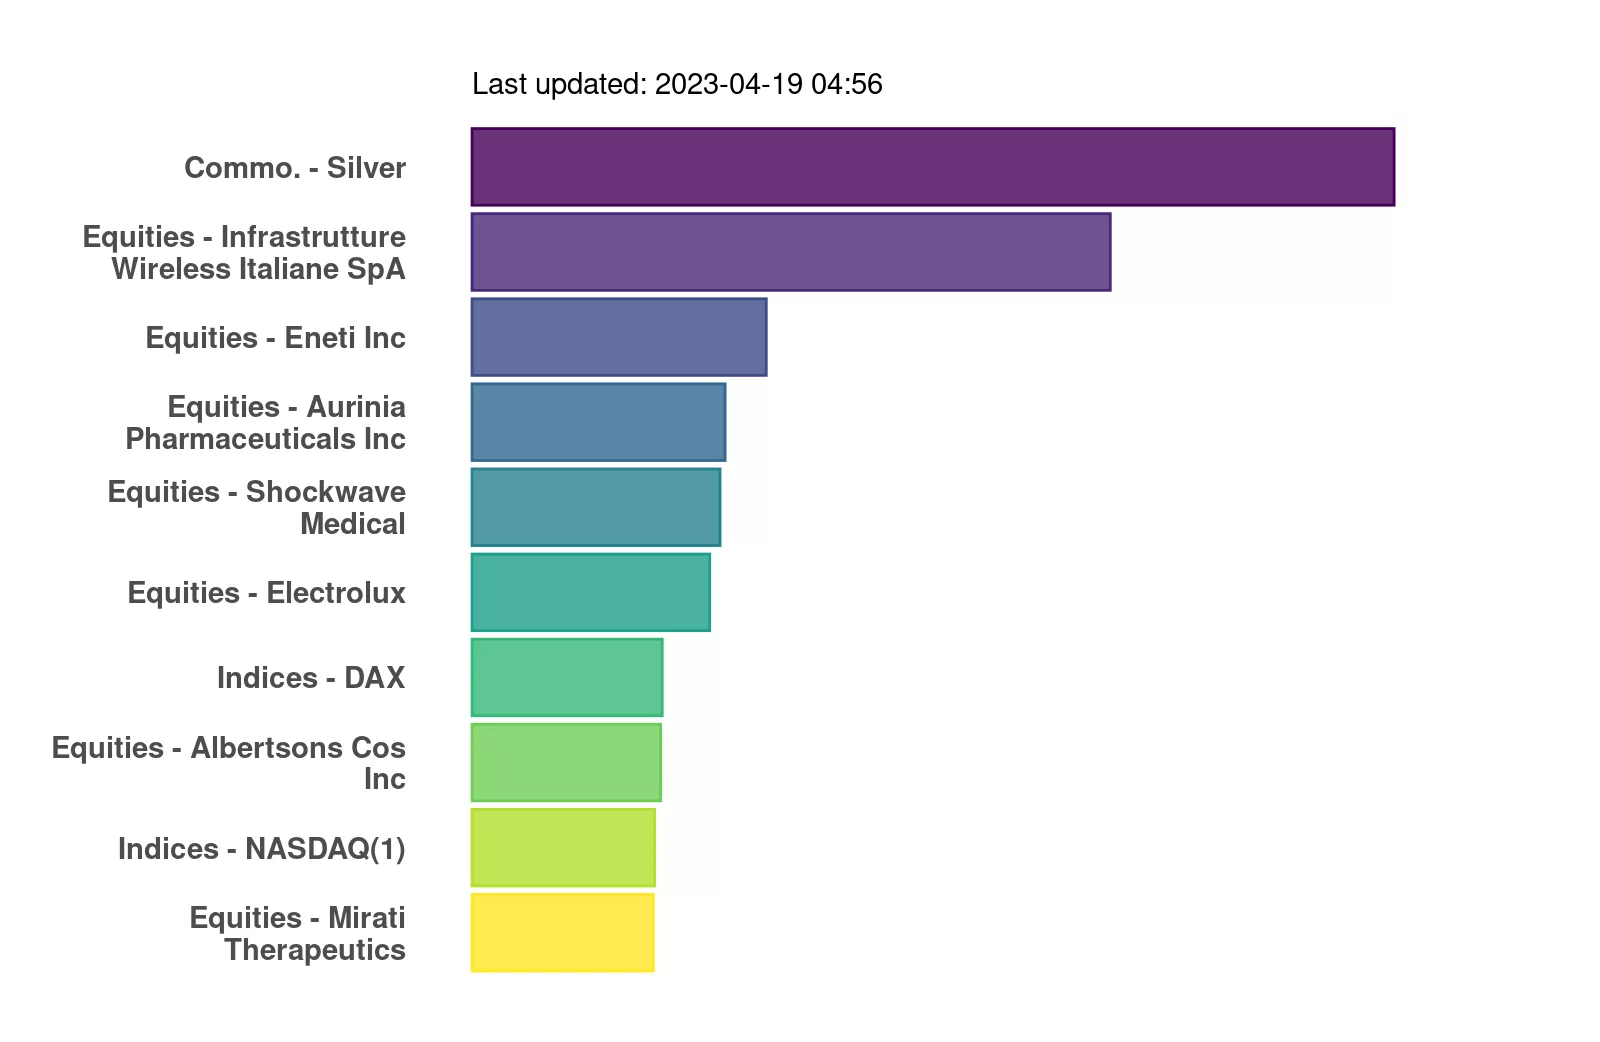 Last updated: 2023-04-19 04:56
Commo. - Silver
Equities - Infrastrutture
Wireless Italiane SpA
Equities - Eneti Inc
Equities - Aurinia
Pharmaceuticals Inc
Equities - Shockwave
Medical
Equities - Electrolux
Indices - DAX
Equities - Albertsons Cos
Inc
Indices - NASDAQ(1)
Equities - Mirati
Therapeutics